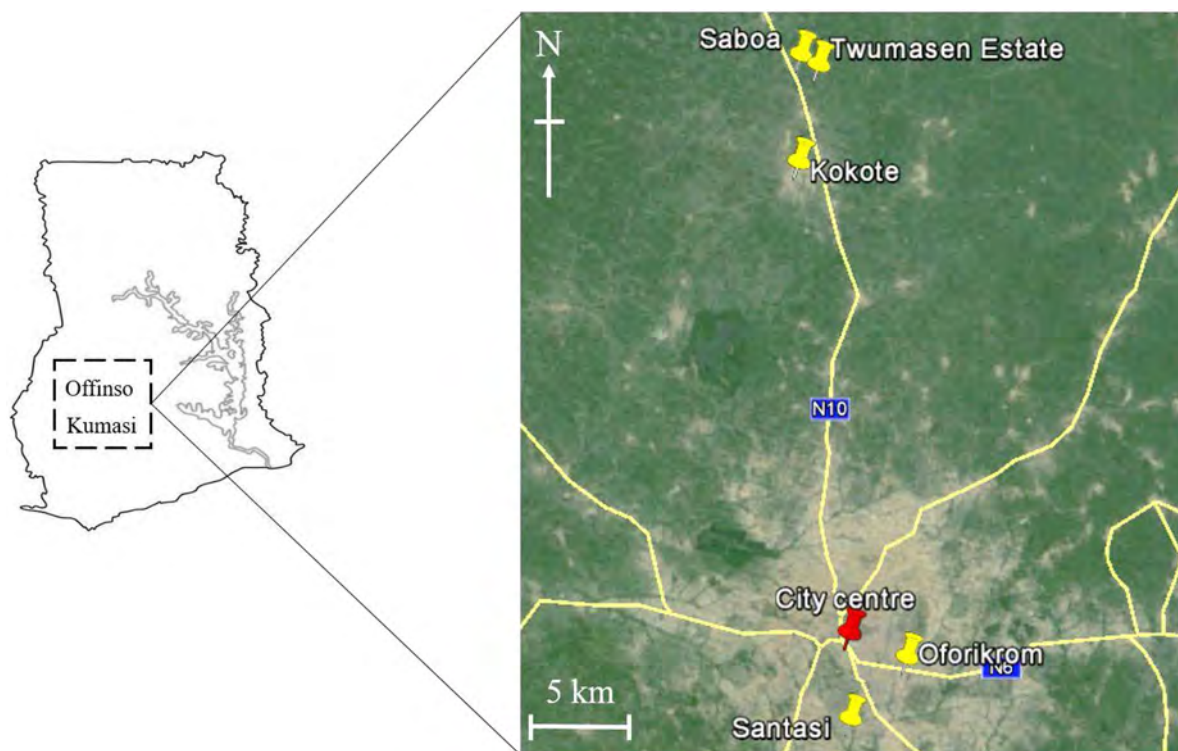 Offinso
Kumasi
N
Saboa
Twumasen Estate
Kokote
N10
City centre
Oforikrom
N6
5 km
Santasi